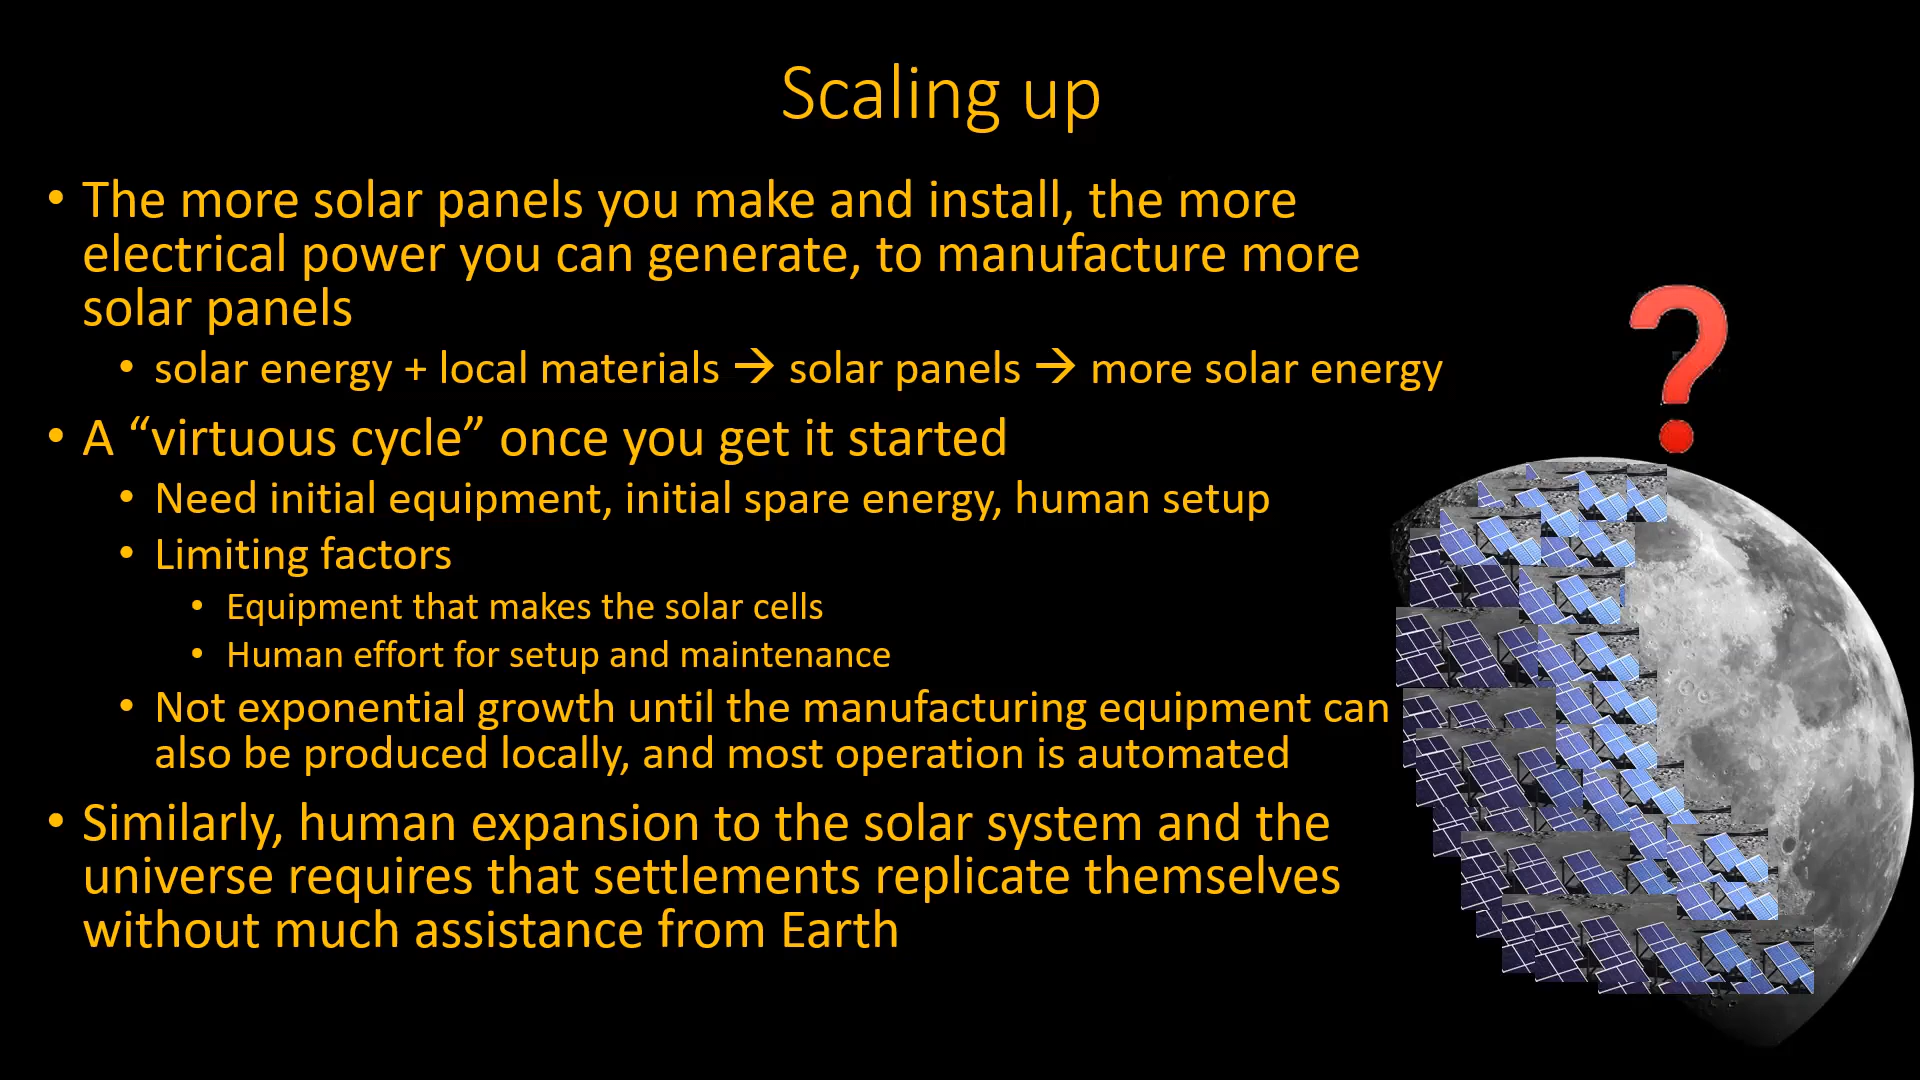 Scaling up
• The more solar panels you make and install, the more
electrical power you can generate, to manufacture more
solar panels
• solar energy + local materials → solar panels → more solar energy
• A “virtuous cycle” once you get it started
• Need initial equipment, initial spare energy, human setup
• Limiting factors
• Equipment that makes the solar cells
• Human effort for setup and maintenance
• Not exponential growth until the manufacturing equipment can
also be produced locally, and most operation is automated
• Similarly, human expansion to the solar system and the
universe requires that settlements replicate themselves
without much assistance from Earth
❓